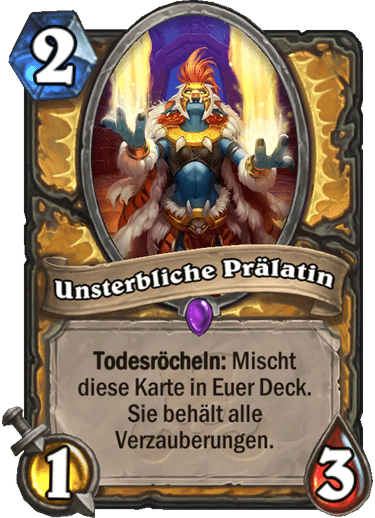 2
Unsterbliche Prälatin
Todesröcheln: Mischt
diese Karte in Euer Deck.
Sie behält alle
Verzauberungen.
1
3